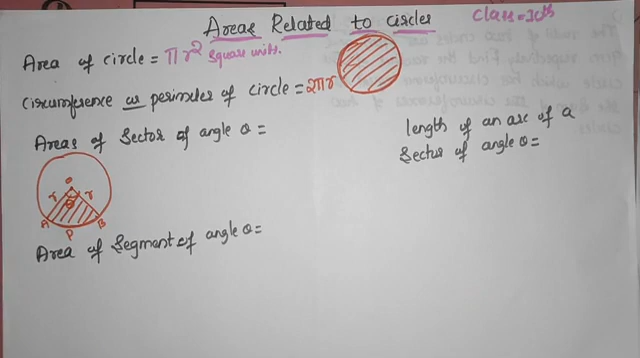 Areas Related to circles
Class=10th
Area of circle = πr² square units.
Circumference or perimeter of circle = 2πr
Areas of Sector of angle θ=
length of an arc of a
Sector of angle θ=
O
r r
θ
A B
P
Area of Segment of angle θ=